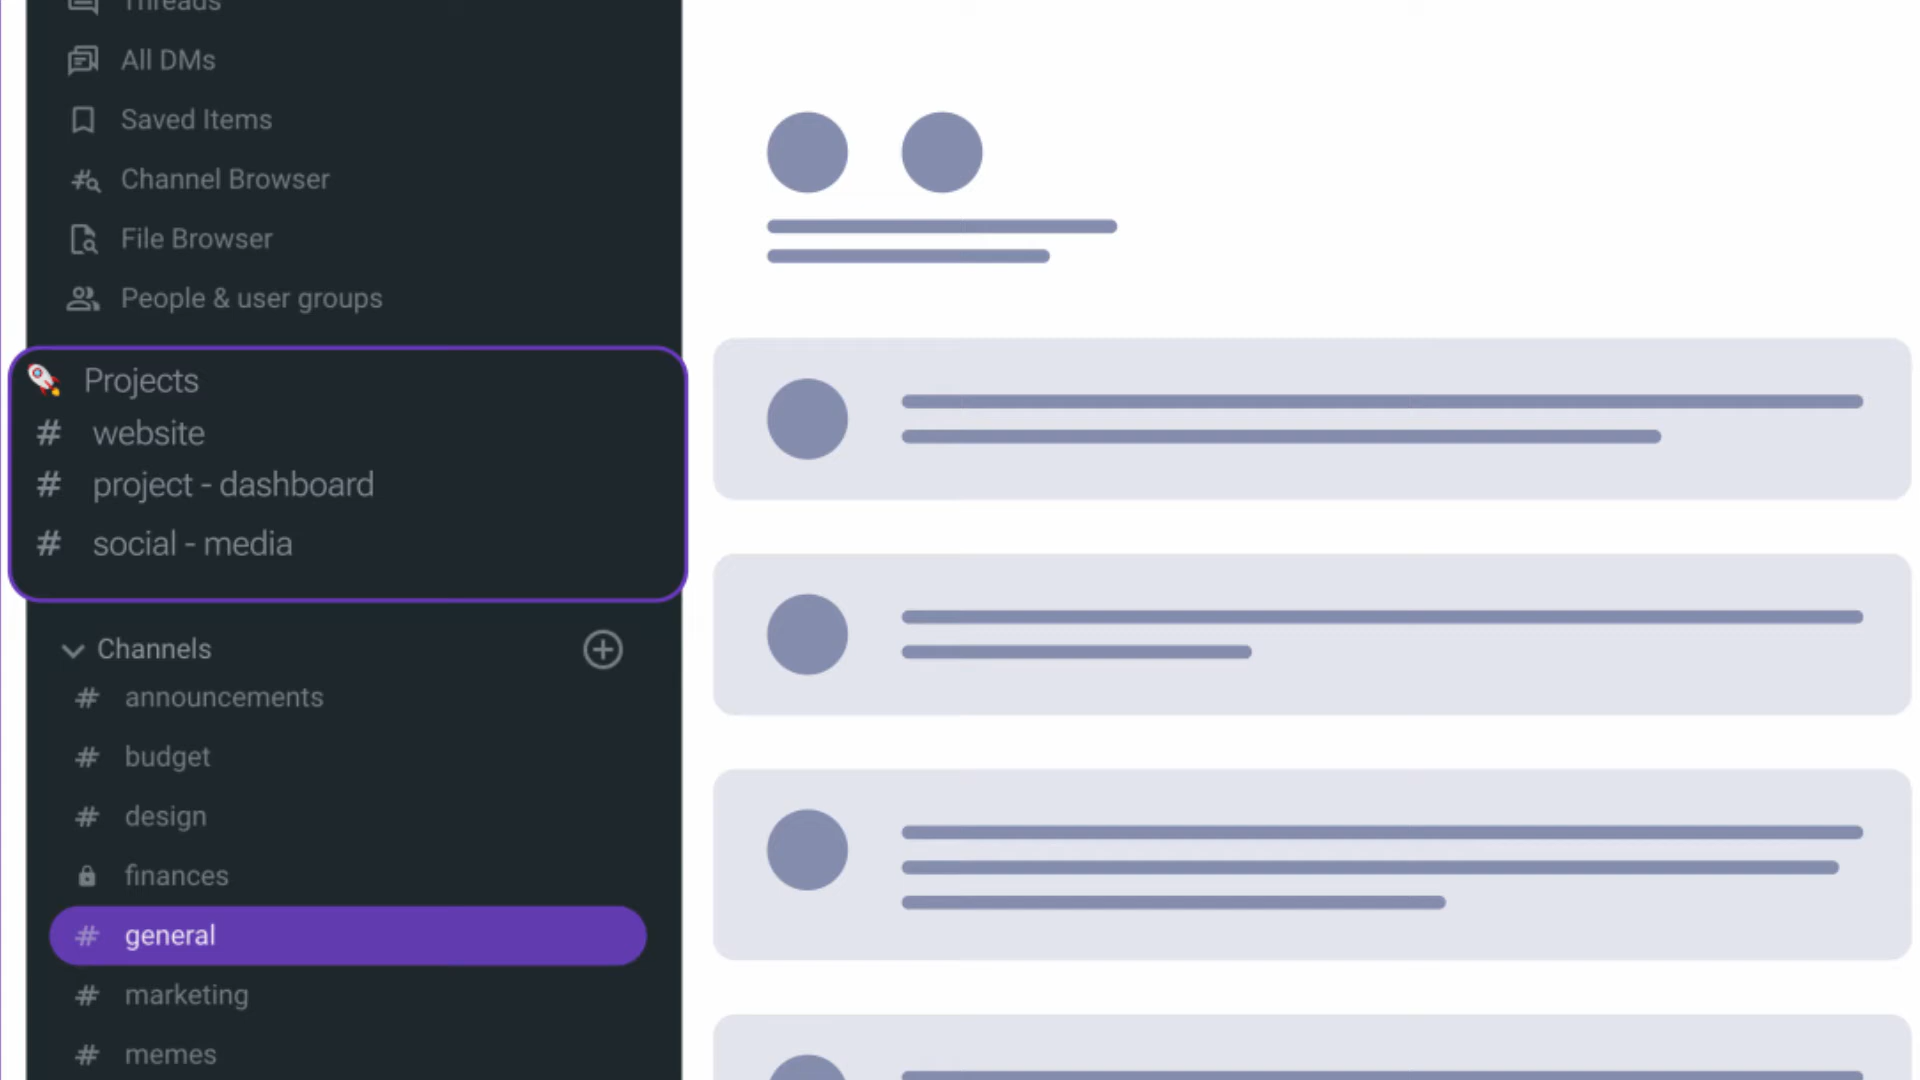 Threads
All DMs
Saved Items
Channel Browser
File Browser
People & user groups
Projects
# website
# project - dashboard
# social - media
Channels
# announcements
# budget
# design
finances
# general
# marketing
# memes